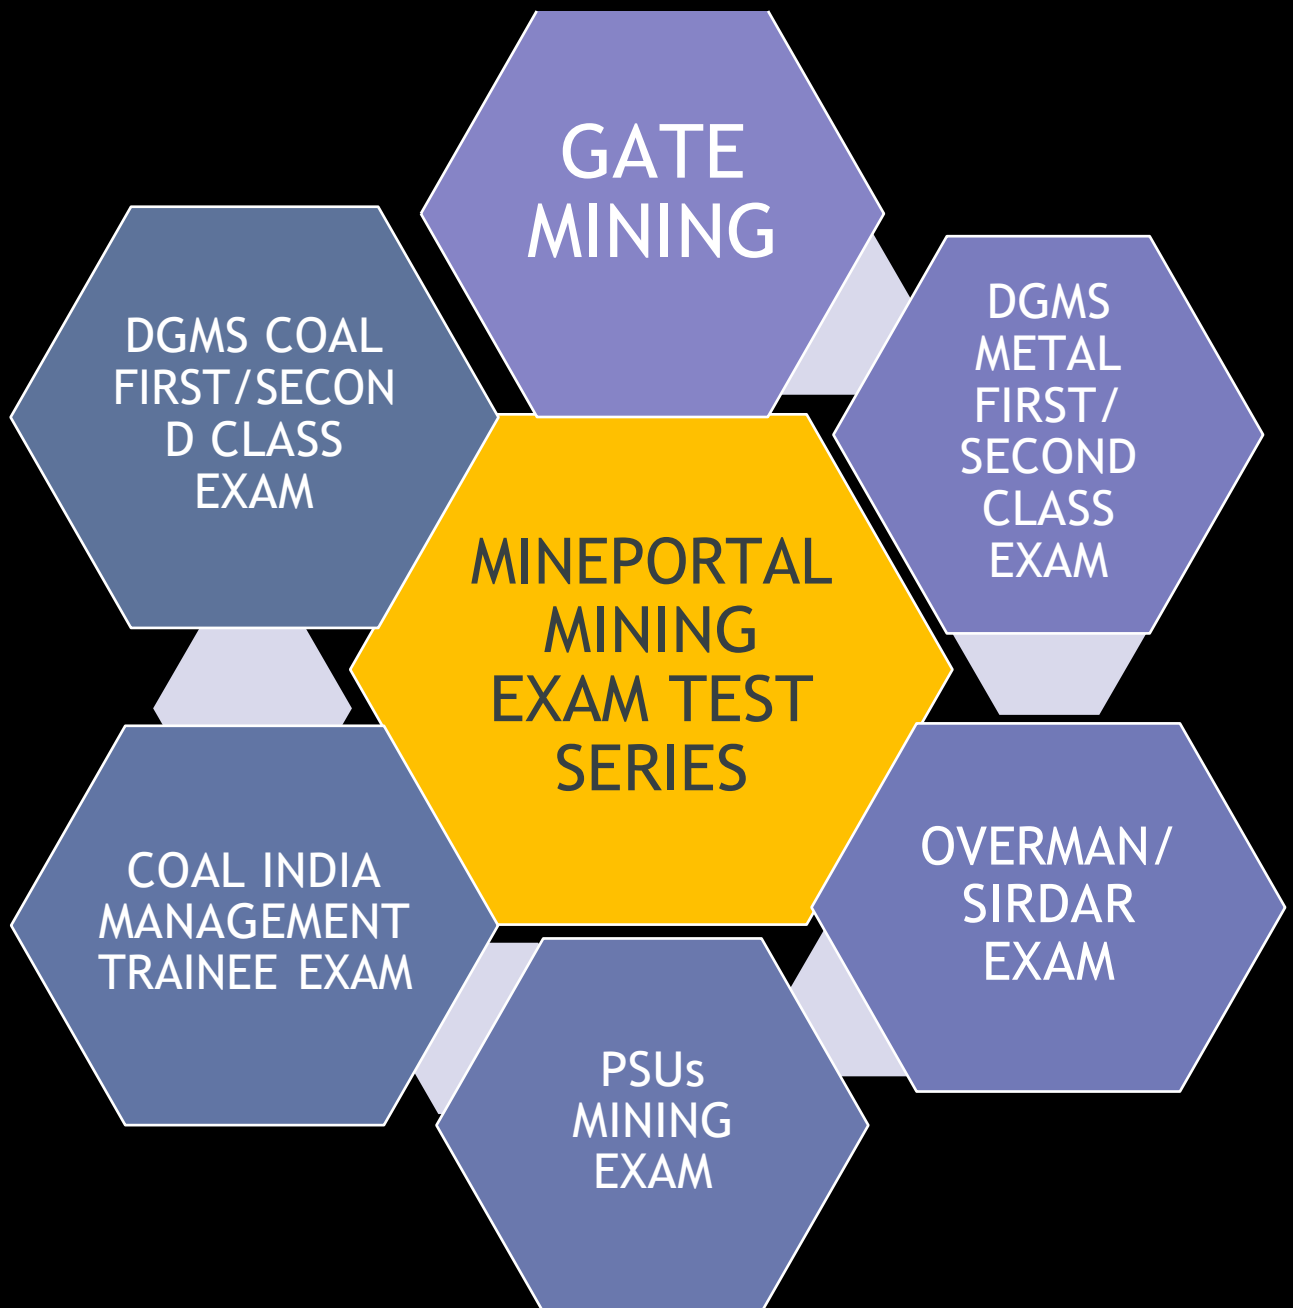 GATE
MINING
DGMS COAL
FIRST/SECON
D CLASS
EXAM
DGMS
METAL
FIRST/
SECOND
CLASS
EXAM
MINEPORTAL
MINING
EXAM TEST
SERIES
COAL INDIA
MANAGEMENT
TRAINEE EXAM
OVERMAN/
SIRDAR
EXAM
PSUs
MINING
EXAM